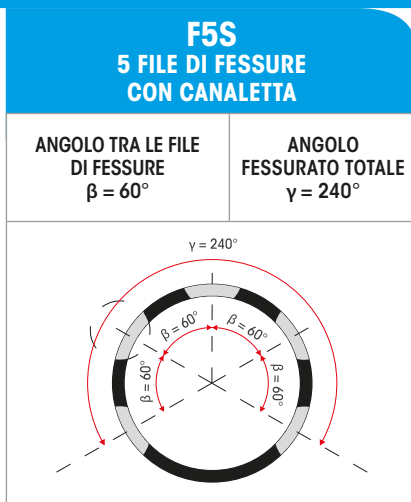 F5S
5 FILE DI FESSURE
CON CANALETTA
ANGOLO TRA LE FILE
DI FESSURE
β = 60°
ANGOLO
FESSURATO TOTALE
γ = 240°
γ = 240°
β = 60°
β = 60°
β = 60°
β = 60°